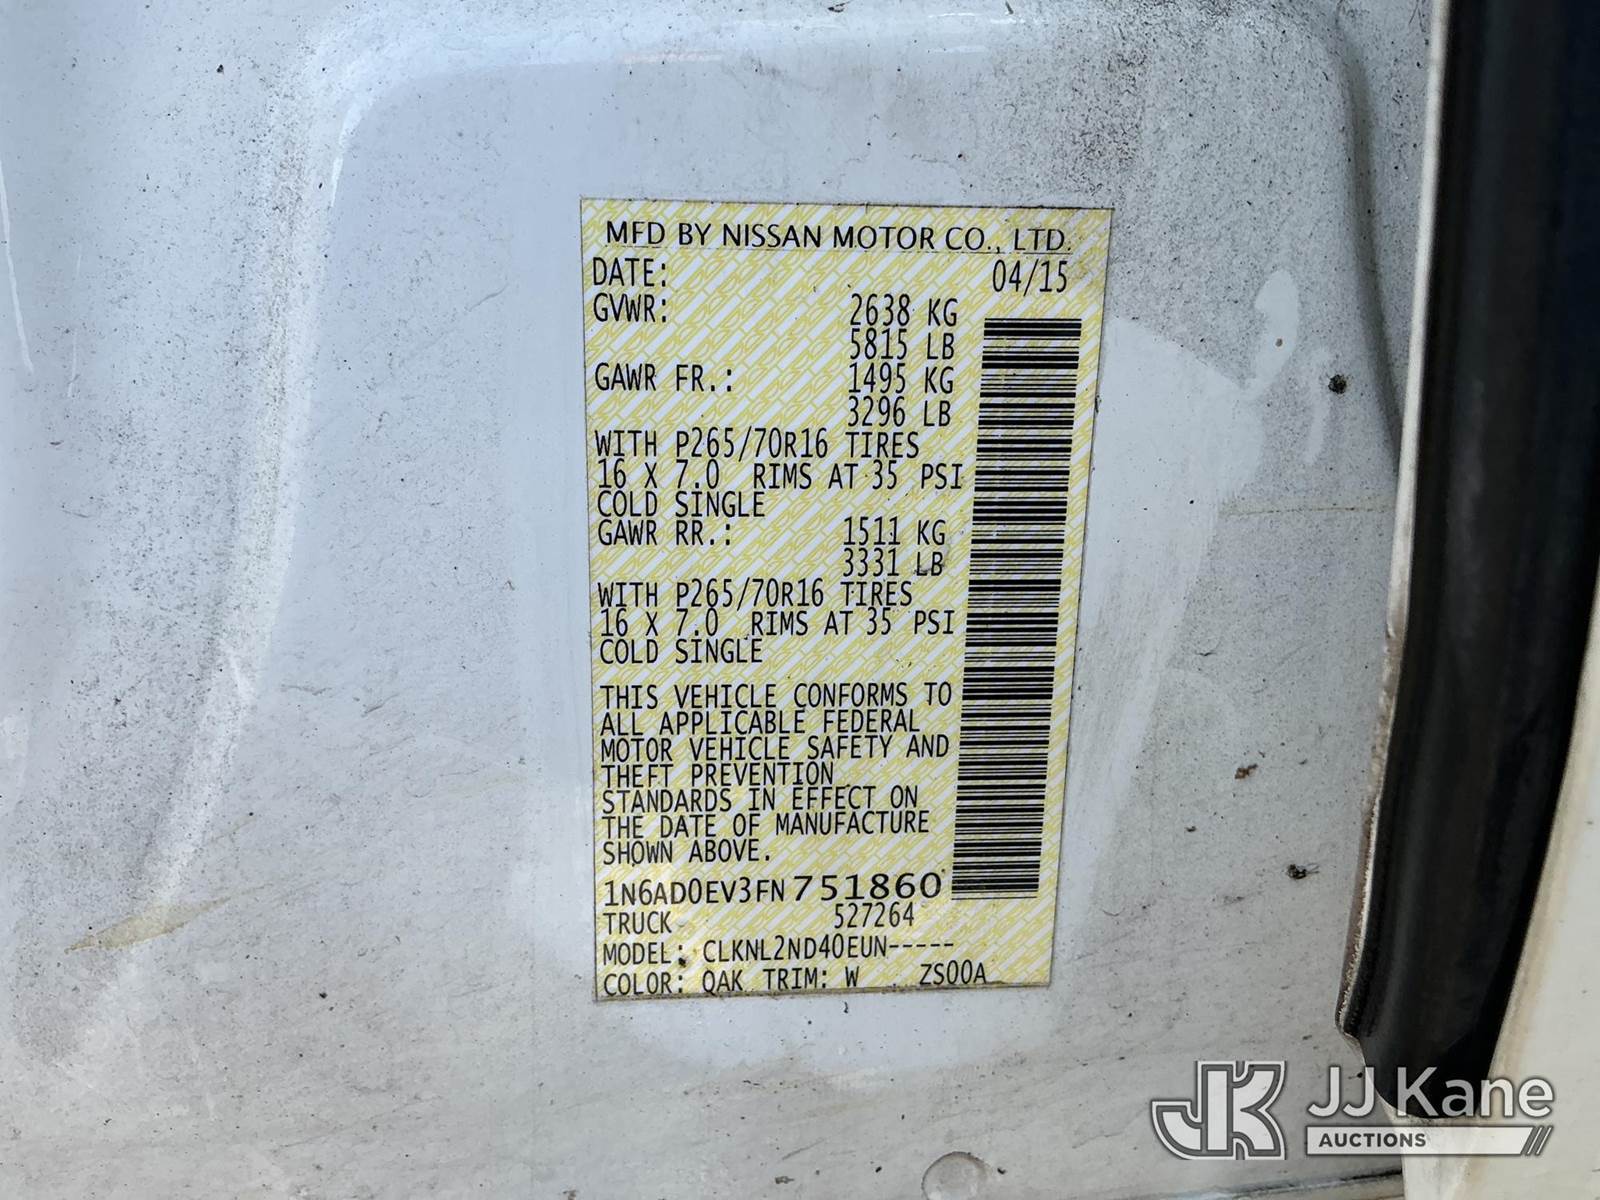 MFD BY NISSAN MOTOR CO., LTD.
DATE: 04/15
GVWR: 2638 KG
5815 LB
GAWR FR.: 1495 KG
3296 LB
WITH P265/70R16 TIRES
16 X 7.0 RIMS AT 35 PSI
COLD SINGLE
GAWR RR.: 1511 KG
3331 LB
WITH P265/70R16 TIRES
16 X 7.0 RIMS AT 35 PSI
COLD SINGLE
THIS VEHICLE CONFORMS TO
ALL APPLICABLE FEDERAL
MOTOR VEHICLE SAFETY AND
THEFT PREVENTION
STANDARDS IN EFFECT ON
THE DATE OF MANUFACTURE
SHOWN ABOVE.
1N6AD0EV3FN751860
TRUCK 527264
MODEL: CLKNL2ND40EUN-----
COLOR: QAK TRIM: W ZS00A
JK JJ Kane
AUCTIONS